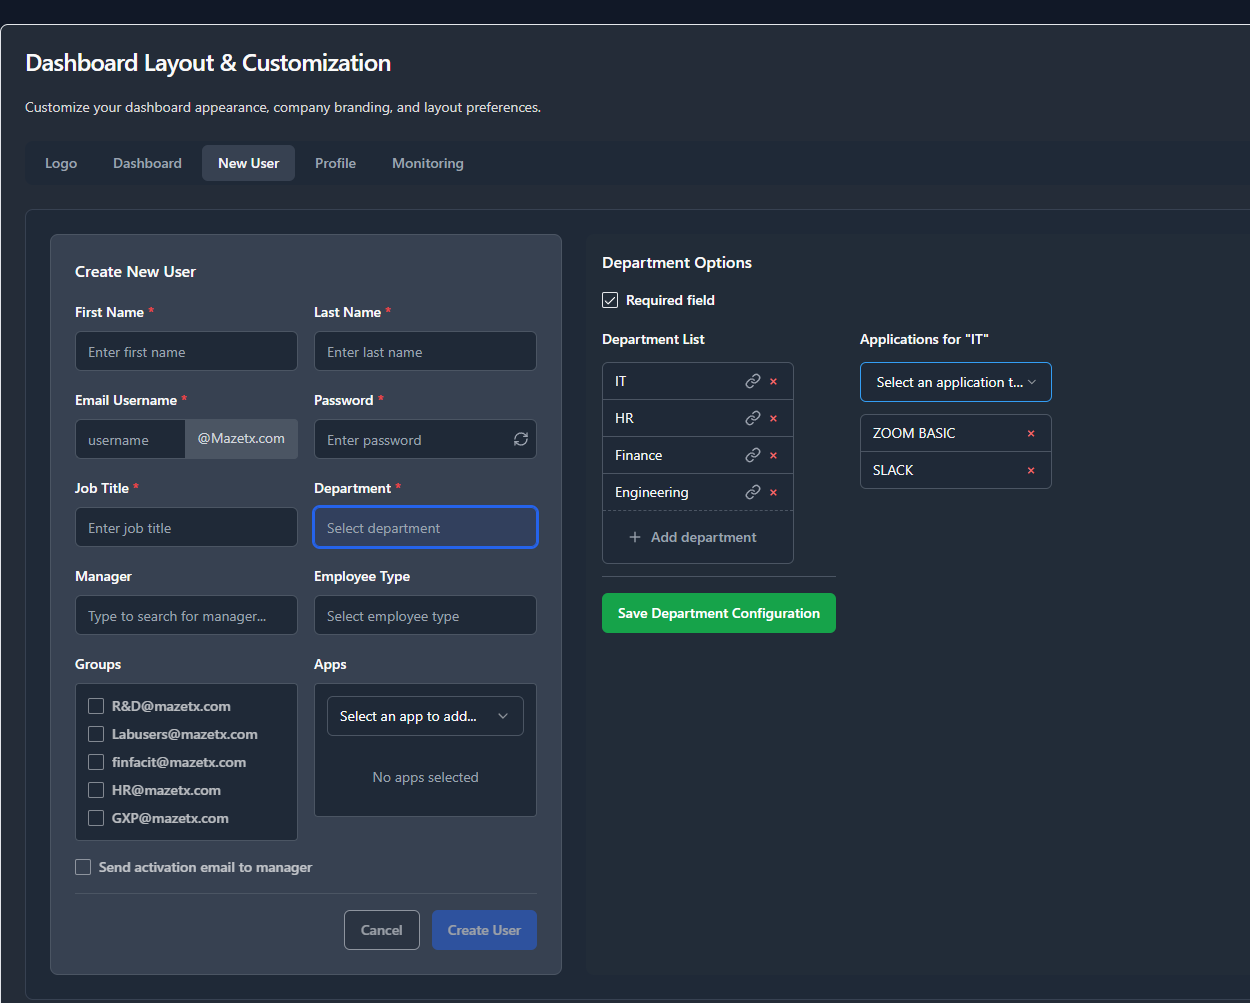 Dashboard Layout & Customization
Customize your dashboard appearance, company branding, and layout preferences.
Logo Dashboard New User Profile Monitoring
Create New User
First Name * Last Name *
Enter first name Enter last name
Email Username * Password *
username @Mazetx.com Enter password
Job Title * Department *
Enter job title Select department
Manager Employee Type
Type to search for manager... Select employee type
Groups Apps
R&D@mazetx.com
Labusers@mazetx.com
finfacit@mazetx.com
HR@mazetx.com
GXP@mazetx.com
Select an app to add...
No apps selected
Send activation email to manager
Cancel Create User
Department Options
Required field
Department List
IT
HR
Finance
Engineering
+ Add department
Save Department Configuration
Applications for "IT"
Select an application t...
ZOOM BASIC
SLACK